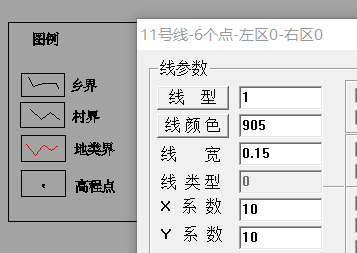 图例
乡界
村界
地类界
高程点
11号线-6个点-左区0-右区0
线参数
线 型 1
线颜色 905
线 宽 0.15
线类型 0
X 系数 10
Y 系数 10